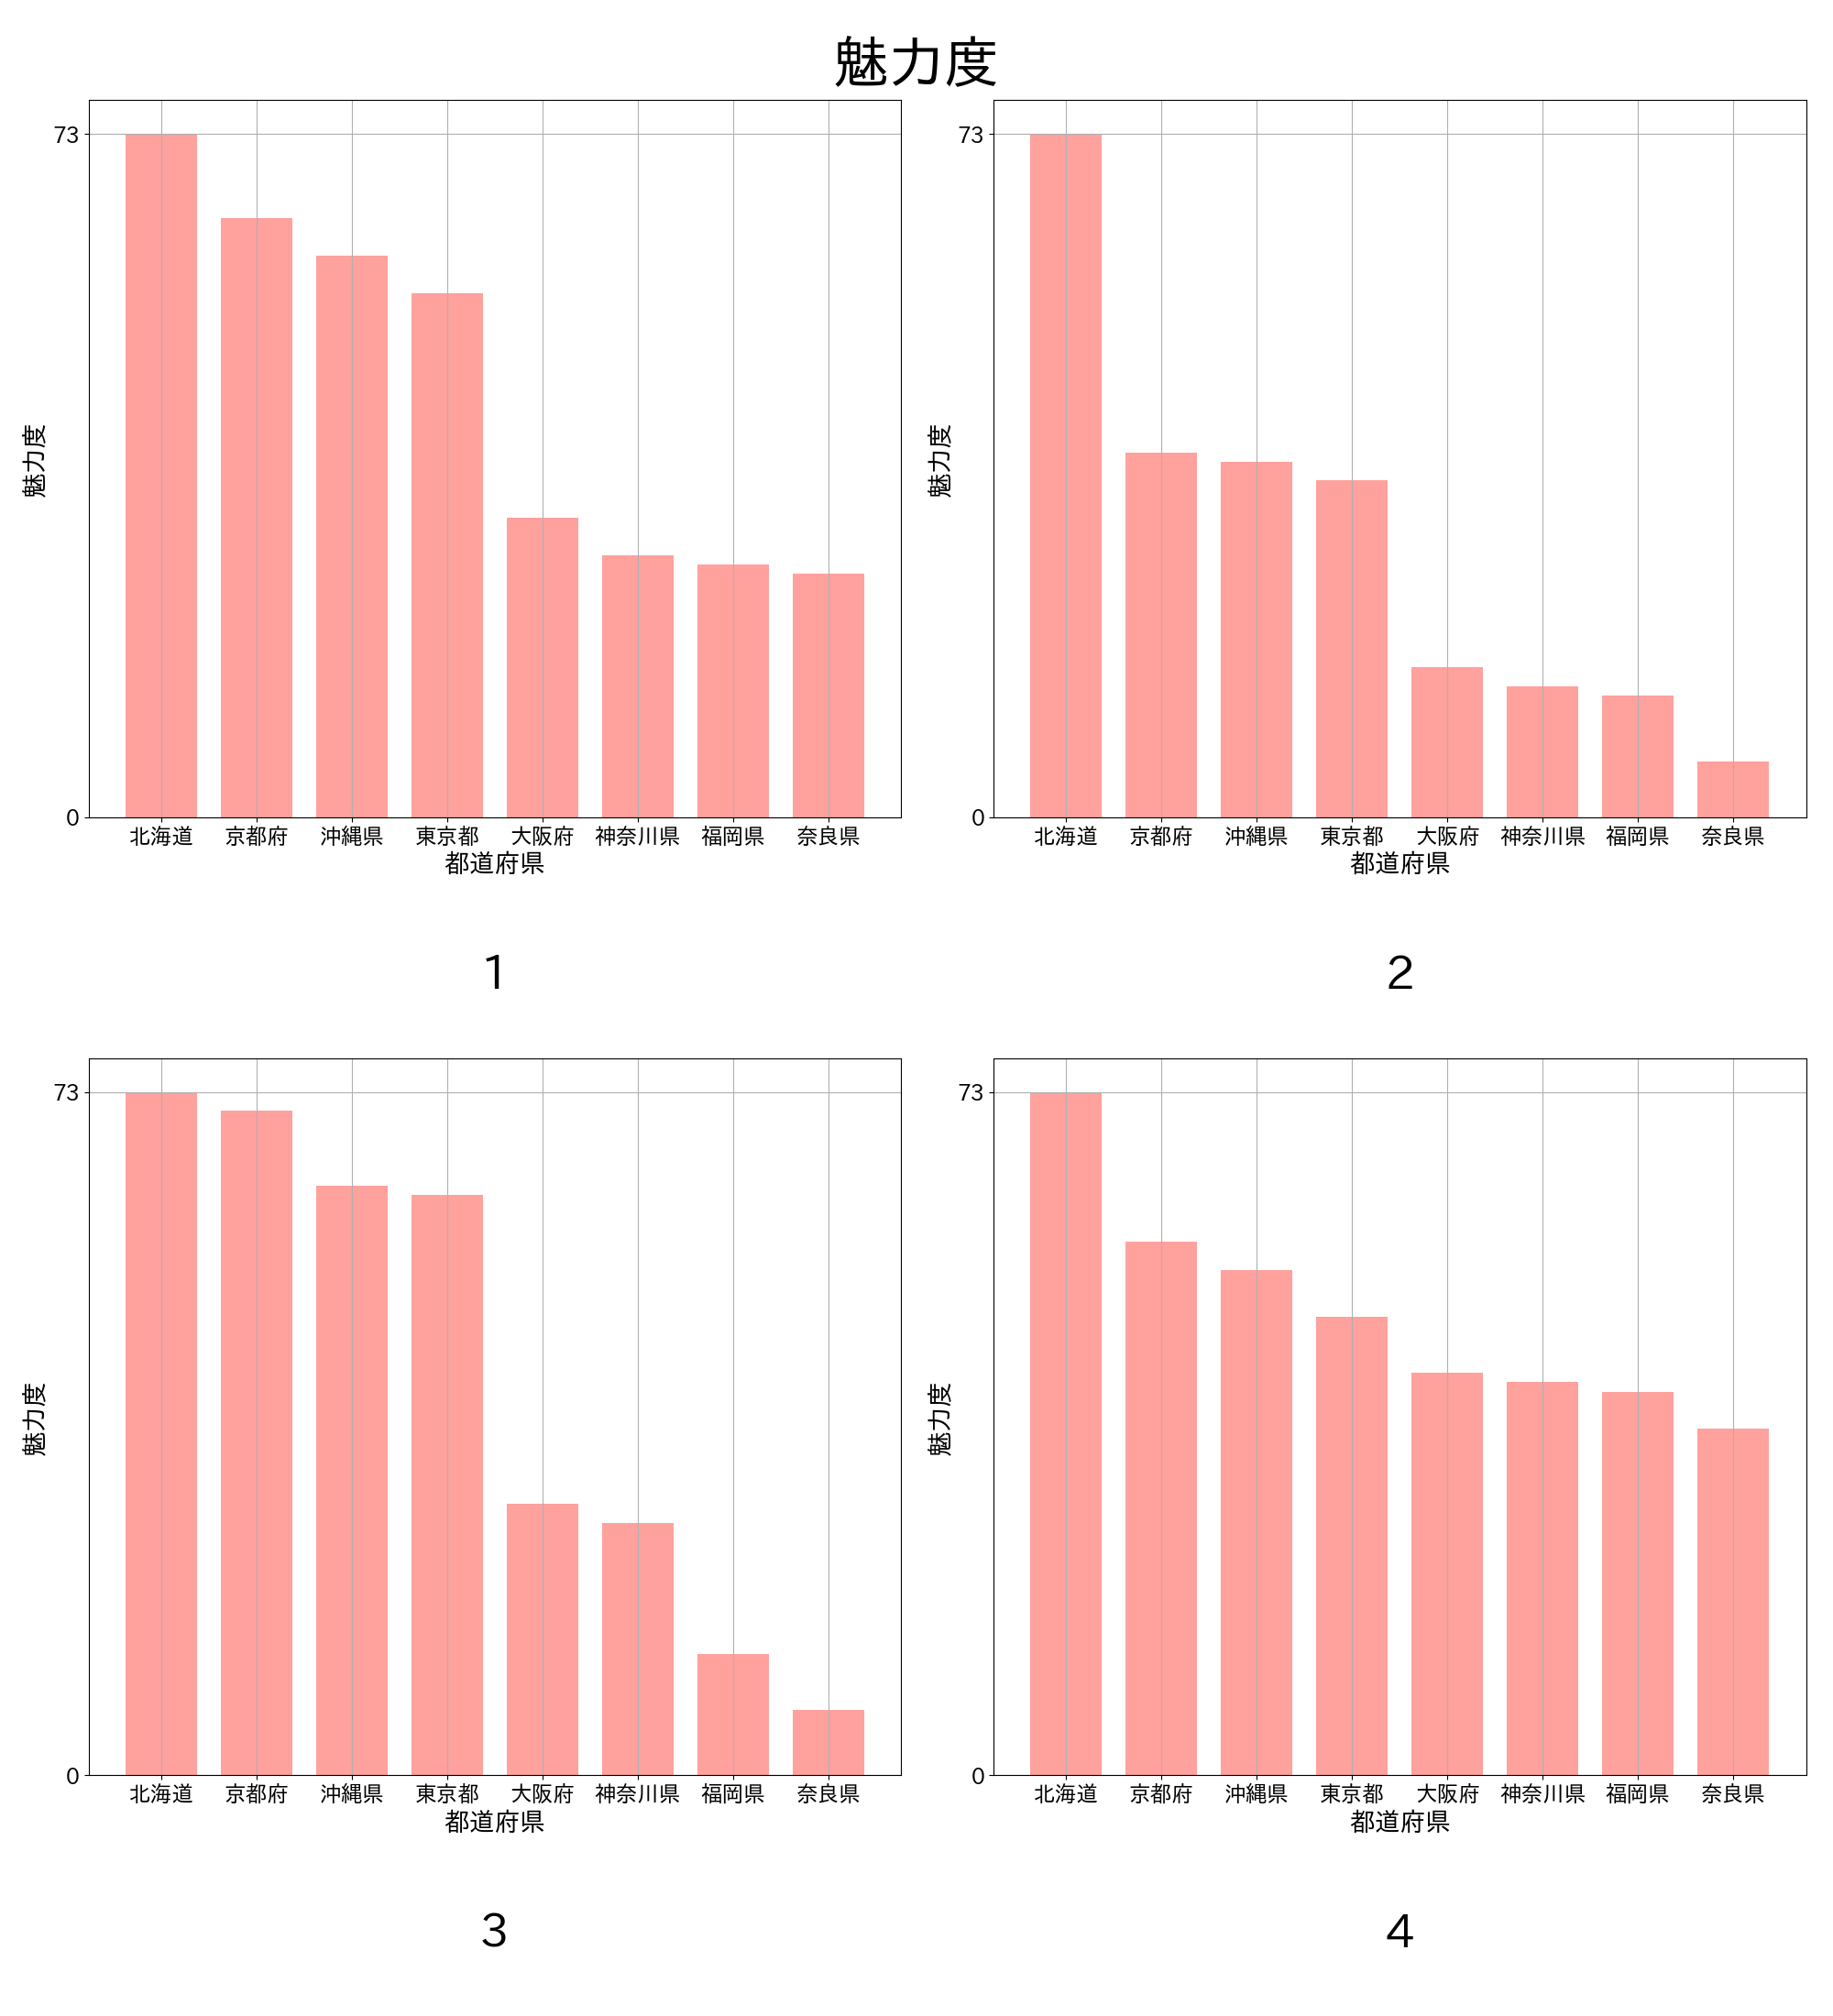 魅力度
73
0
魅力度
北海道 京都府 沖縄県 東京都 大阪府 神奈川県 福岡県 奈良県
都道府県
1
73
0
魅力度
北海道 京都府 沖縄県 東京都 大阪府 神奈川県 福岡県 奈良県
都道府県
2
73
0
魅力度
北海道 京都府 沖縄県 東京都 大阪府 神奈川県 福岡県 奈良県
都道府県
3
73
0
魅力度
北海道 京都府 沖縄県 東京都 大阪府 神奈川県 福岡県 奈良県
都道府県
4